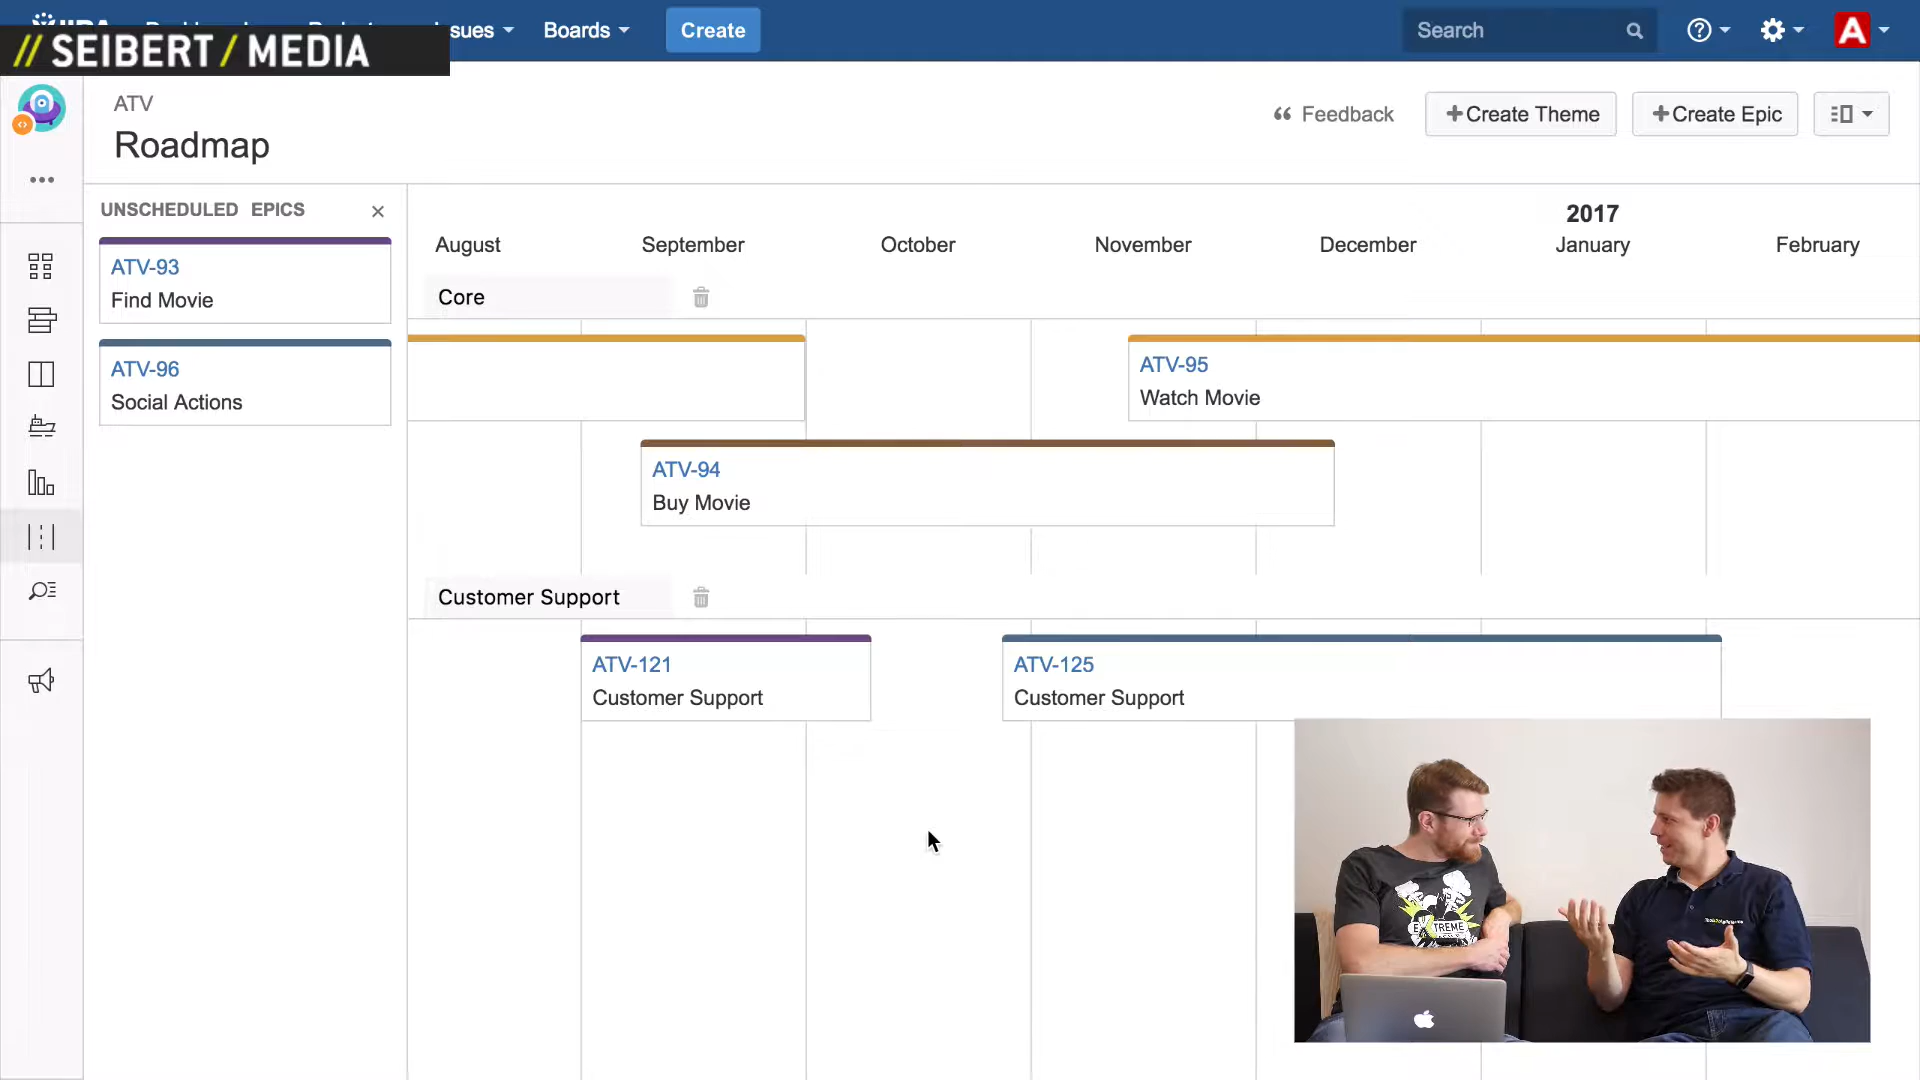 // SEIBERT / MEDIA
Boards
Create
Search
ATV
Roadmap
Feedback
+Create Theme
+Create Epic
UNSCHEDULED EPICS
ATV-93
Find Movie
ATV-96
Social Actions
2017
August September October November December January February
Core
ATV-95
Watch Movie
ATV-94
Buy Movie
Customer Support
ATV-121
Customer Support
ATV-125
Customer Support